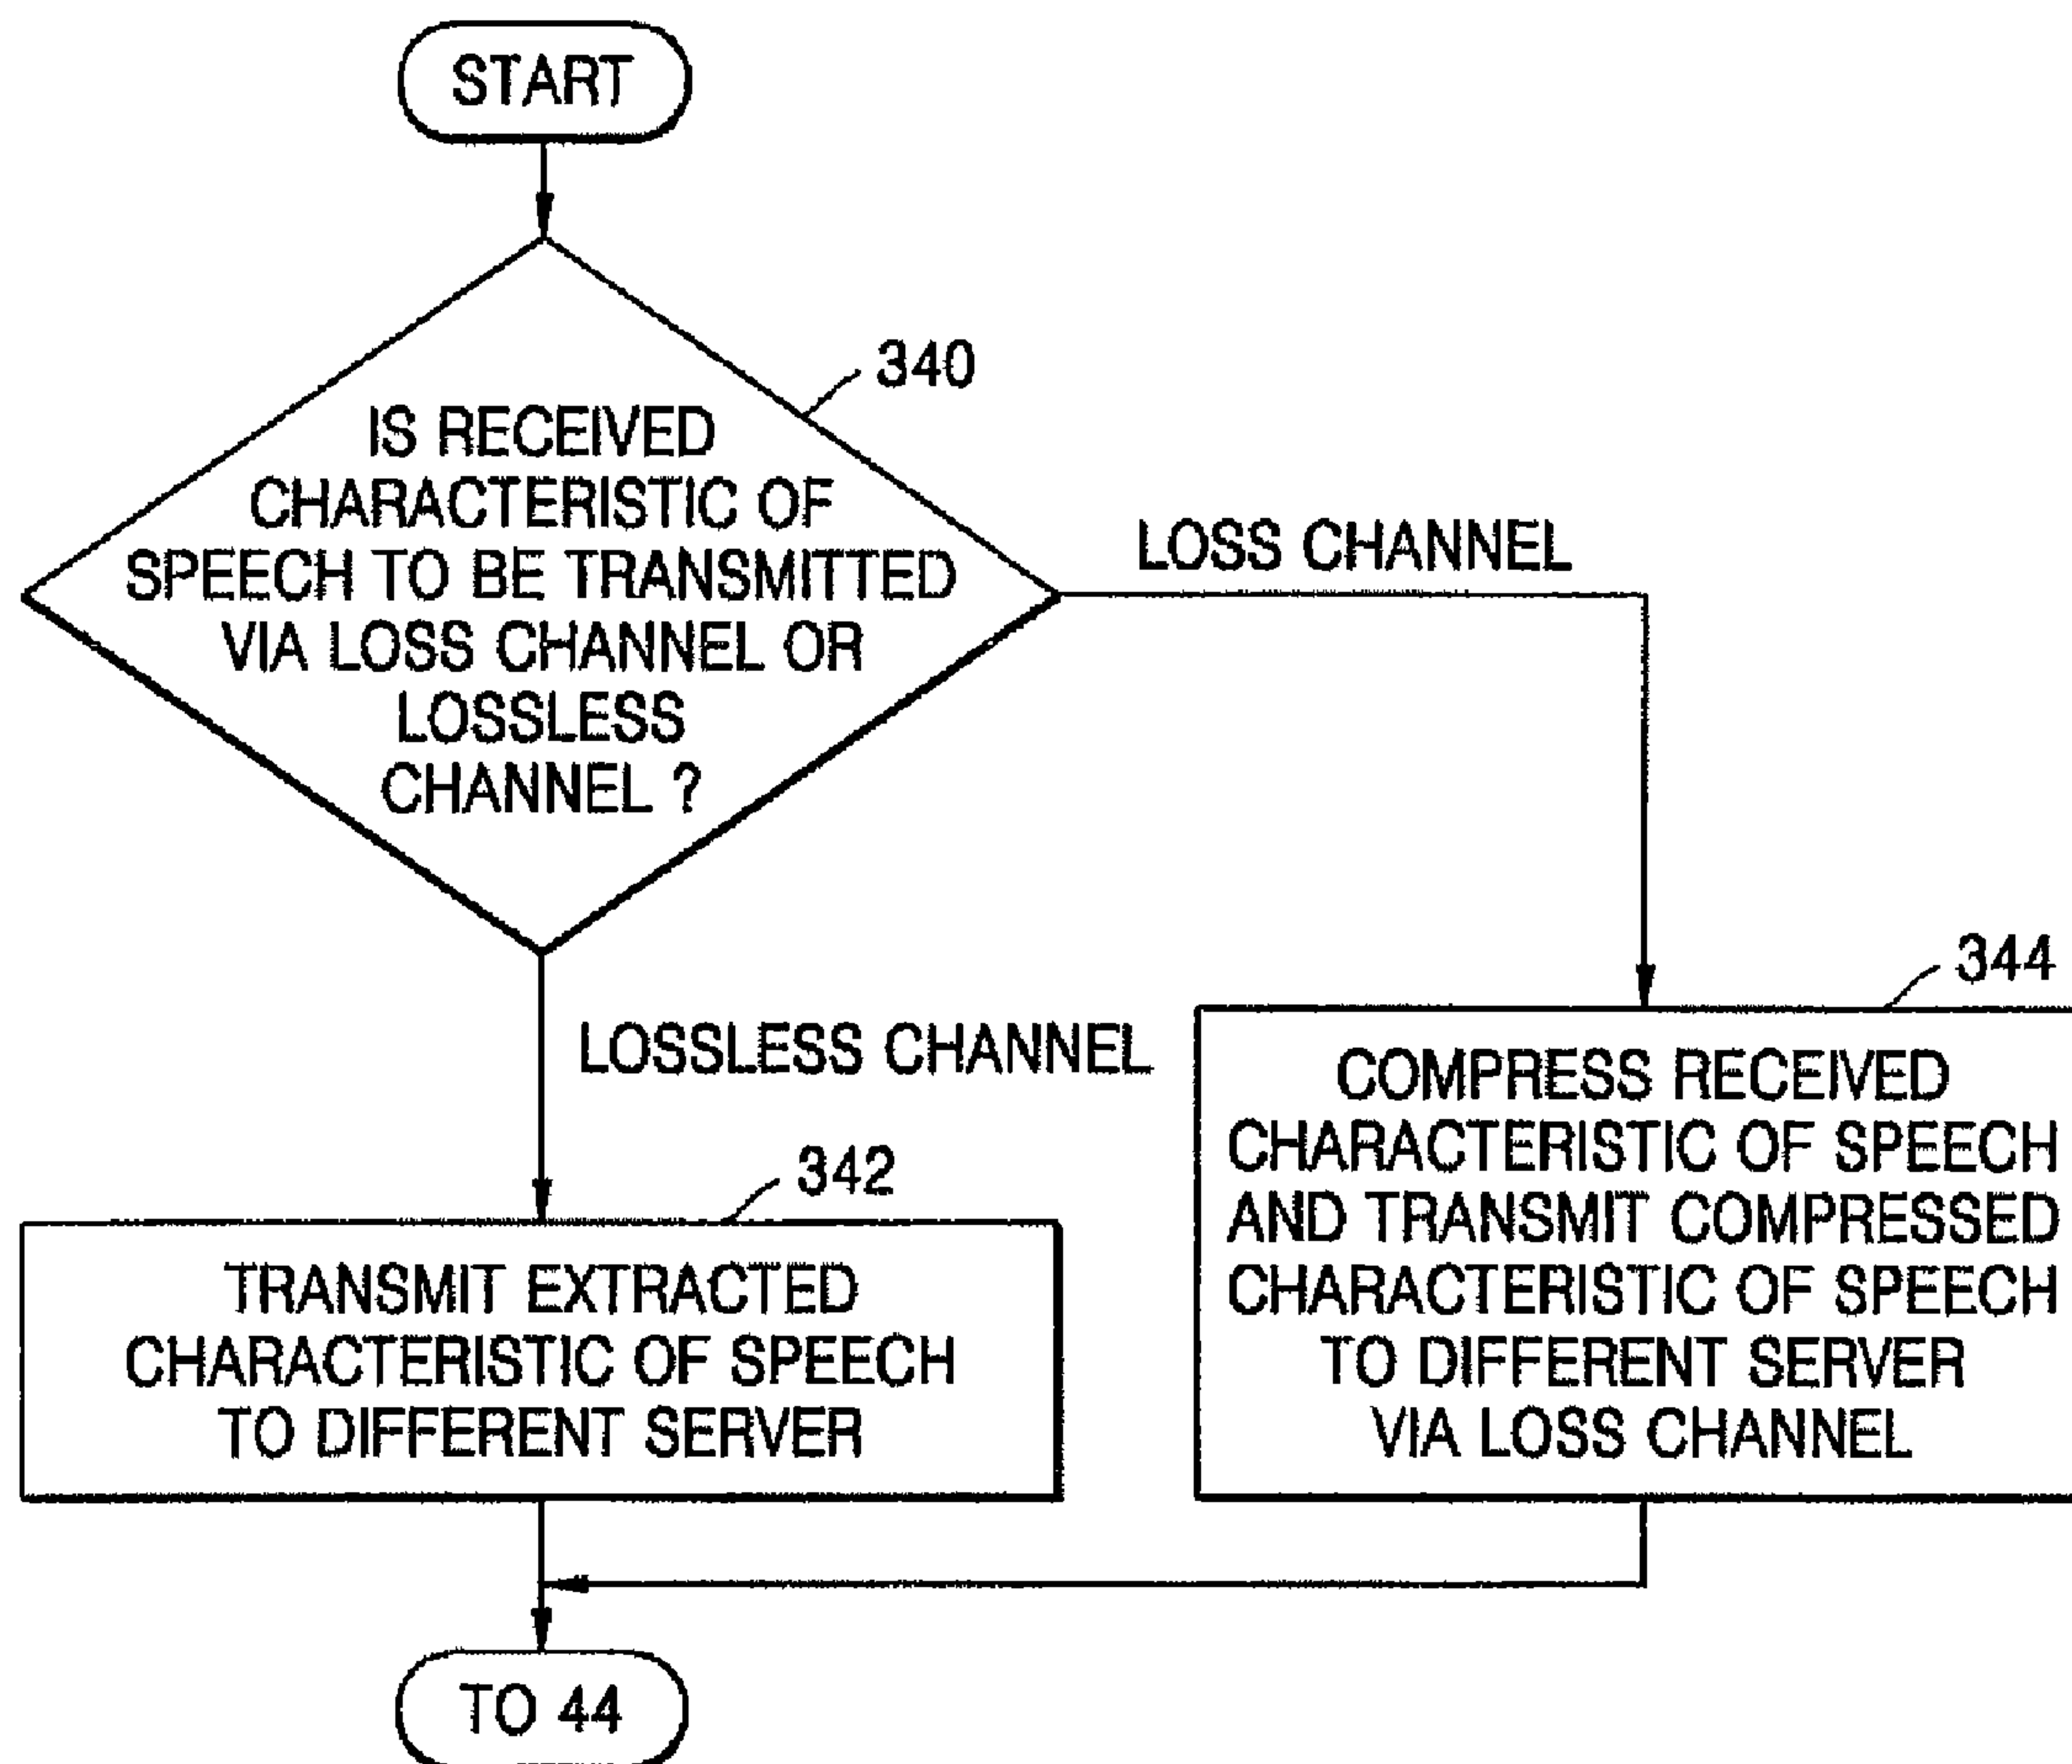 START
340
IS RECEIVED
CHARACTERISTIC OF
SPEECH TO BE TRANSMITTED
VIA LOSS CHANNEL OR
LOSSLESS
CHANNEL ?
LOSS CHANNEL
LOSSLESS CHANNEL
344
COMPRESS RECEIVED
CHARACTERISTIC OF SPEECH
AND TRANSMIT COMPRESSED
CHARACTERISTIC OF SPEECH
TO DIFFERENT SERVER
VIA LOSS CHANNEL
342
TRANSMIT EXTRACTED
CHARACTERISTIC OF SPEECH
TO DIFFERENT SERVER
TO 44